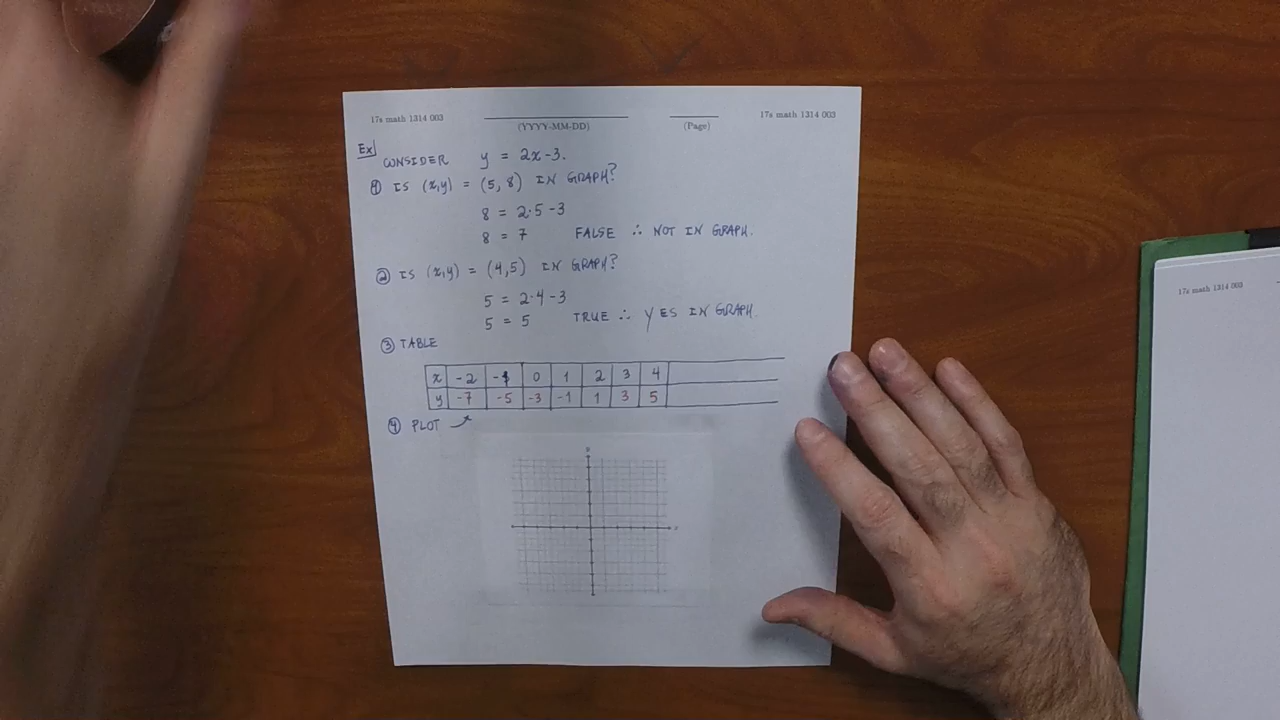 17s math 1314 003 (YYYY-MM-DD) (Page) 17s math 1314 003
Ex CONSIDER y = 2x-3.
① IS (x,y) = (5, 8) IN GRAPH?
8 = 2·5-3
8 = 7 FALSE ∴ NOT IN GRAPH.
② IS (x,y) = (4,5) IN GRAPH?
5 = 2·4-3
5 = 5 TRUE ∴ YES IN GRAPH.
③ TABLE
x -2 -1 0 1 2 3 4
y -7 -5 -3 -1 1 3 5
④ PLOT
17s math 1314 003